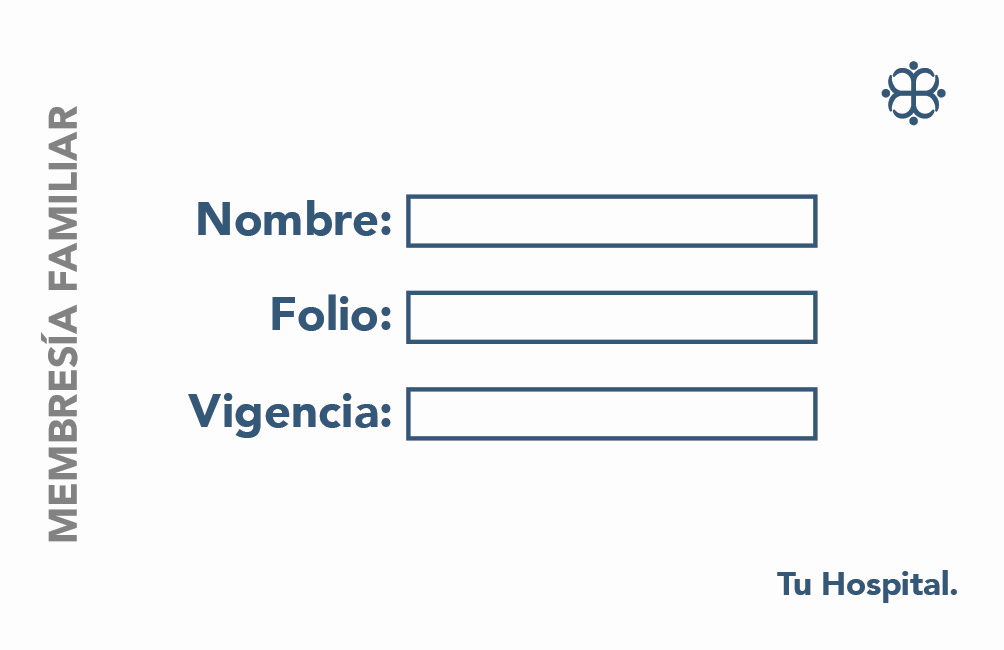 MEMBRESÍA FAMILIAR
Nombre:
Folio:
Vigencia:
Tu Hospital.